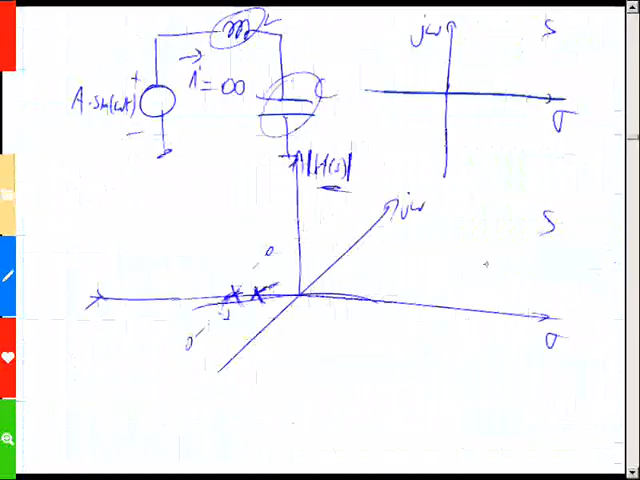 L
jω
S
+
i = ∞
C
A·sin(ωt)
−
σ
|H(s)|
jω
S
σ